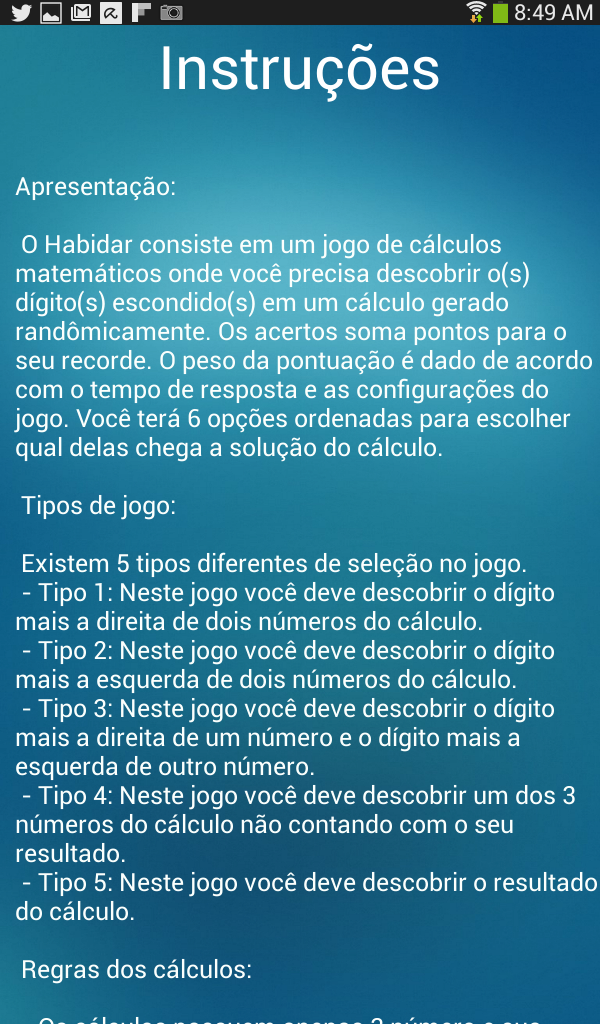 8:49 AM
Instruções
Apresentação:
O Habidar consiste em um jogo de cálculos
matemáticos onde você precisa descobrir o(s)
dígito(s) escondido(s) em um cálculo gerado
randômicamente. Os acertos soma pontos para o
seu recorde. O peso da pontuação é dado de acordo
com o tempo de resposta e as configurações do
jogo. Você terá 6 opções ordenadas para escolher
qual delas chega a solução do cálculo.
Tipos de jogo:
Existem 5 tipos diferentes de seleção no jogo.
- Tipo 1: Neste jogo você deve descobrir o dígito
mais a direita de dois números do cálculo.
- Tipo 2: Neste jogo você deve descobrir o dígito
mais a esquerda de dois números do cálculo.
- Tipo 3: Neste jogo você deve descobrir o dígito
mais a direita de um número e o dígito mais a
esquerda de outro número.
- Tipo 4: Neste jogo você deve descobrir um dos 3
números do cálculo não contando com o seu
resultado.
- Tipo 5: Neste jogo você deve descobrir o resultado
do cálculo.
Regras dos cálculos: